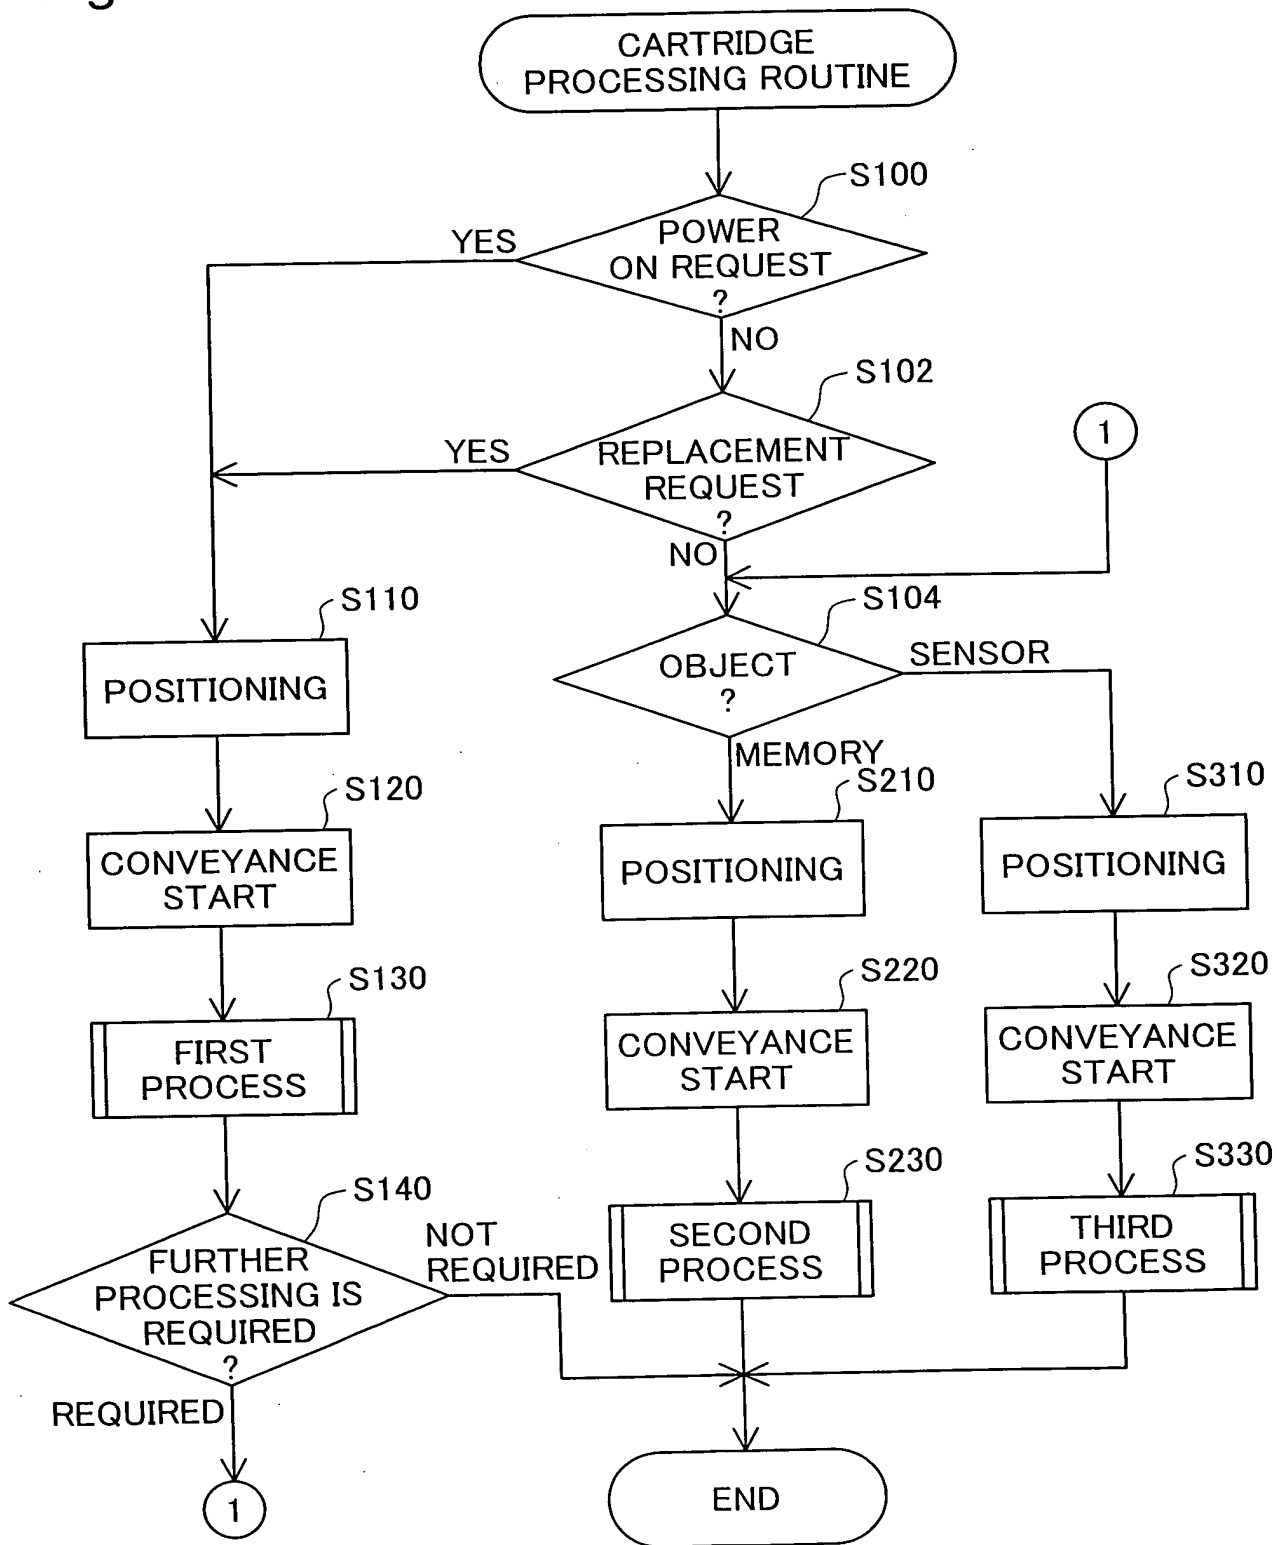 CARTRIDGE
PROCESSING ROUTINE
S100
POWER
ON REQUEST
?
YES
NO
S102
REPLACEMENT
REQUEST
?
YES
NO
1
S104
OBJECT
?
SENSOR
MEMORY
S110
POSITIONING
S120
CONVEYANCE
START
S130
FIRST
PROCESS
S140
FURTHER
PROCESSING IS
REQUIRED
?
NOT
REQUIRED
REQUIRED
1
S210
POSITIONING
S220
CONVEYANCE
START
S230
SECOND
PROCESS
S310
POSITIONING
S320
CONVEYANCE
START
S330
THIRD
PROCESS
END